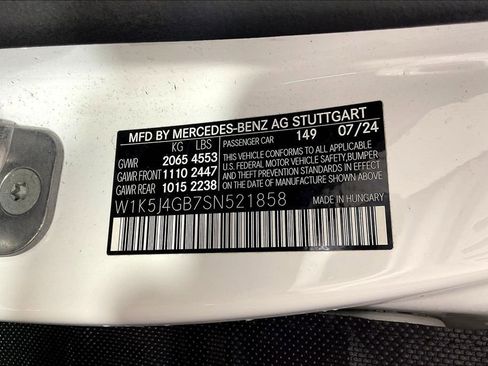 MFD BY MERCEDES-BENZ AG STUTTGART
KG LBS PASSENGER CAR 149 07/24
GVWR 2065 4553
GAWR FRONT 1110 2447
GAWR REAR 1015 2238
THIS VEHICLE CONFORMS TO ALL APPLICABLE
U.S. FEDERAL MOTOR VEHICLE SAFETY, BUMPER
AND THEFT PREVENTION STANDARDS IN EFFECT
ON THE DATE OF MANUFACTURE SHOWN ABOVE.
W1K5J4GB7SN521858
MADE IN HUNGARY